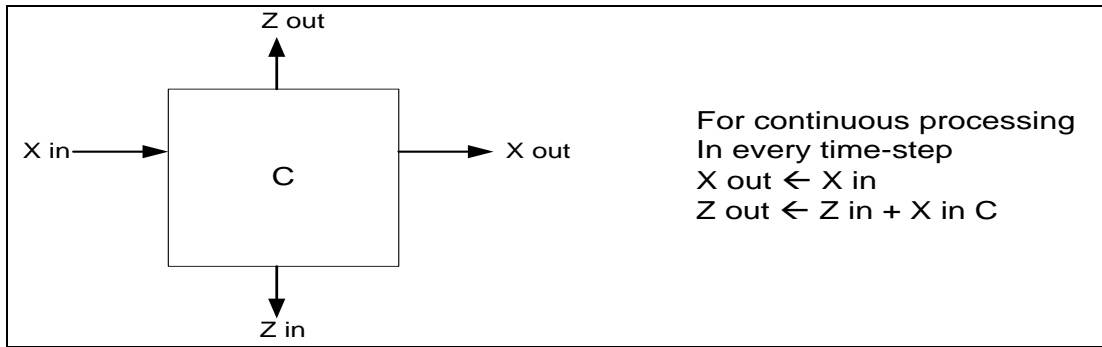 Z out
X in
C
X out
Z in
For continuous processing
In every time-step
X out ← X in
Z out ← Z in + X in C